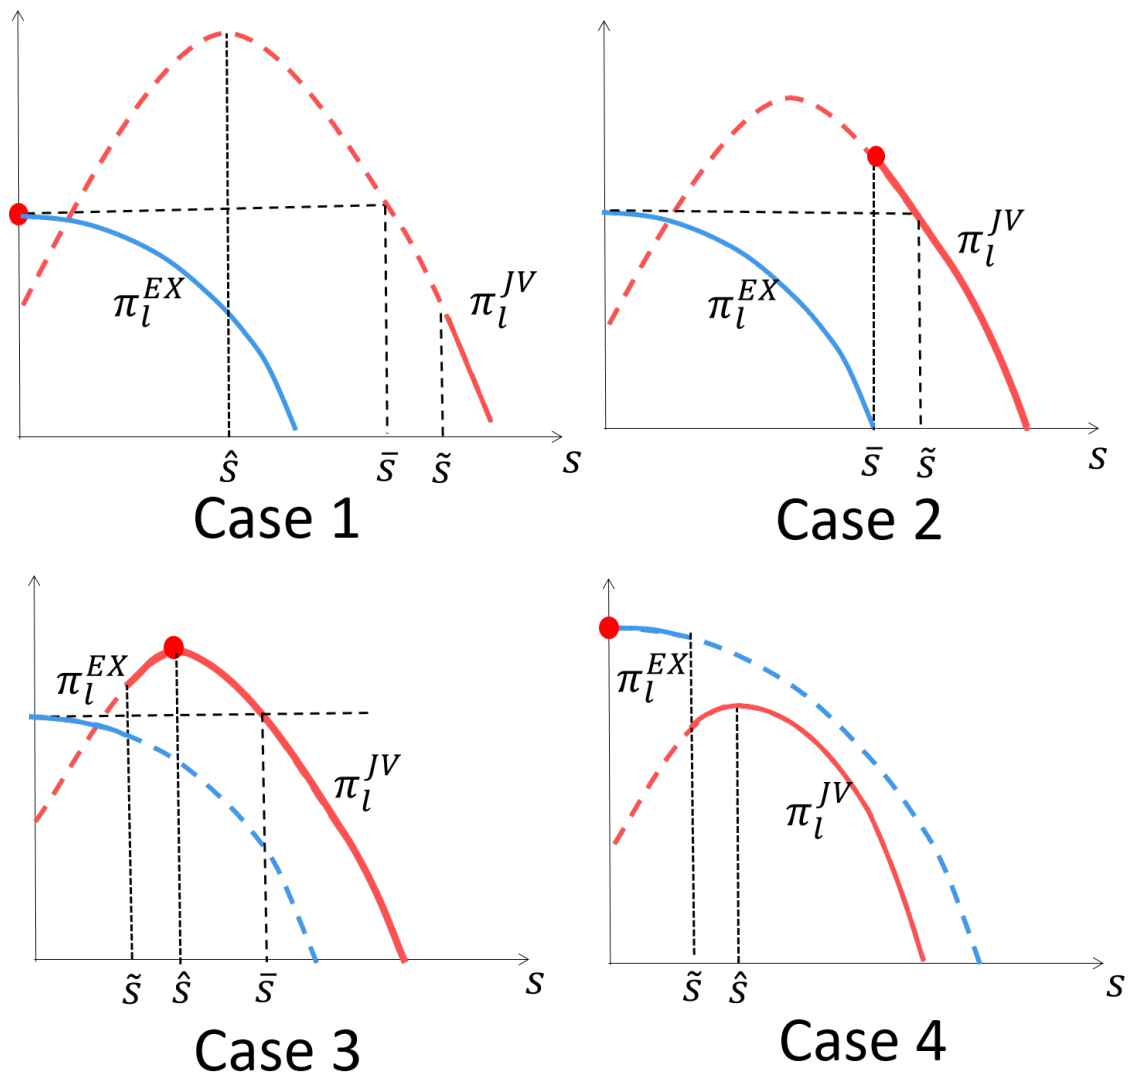 π_l^{EX}
π_l^{JV}
ŝ
s̄
s̃
s
Case 1
π_l^{JV}
π_l^{EX}
s̄
s̃
s
Case 2
π_l^{EX}
π_l^{JV}
s̃
ŝ
s̄
s
Case 3
π_l^{EX}
π_l^{JV}
s̃
ŝ
s
Case 4